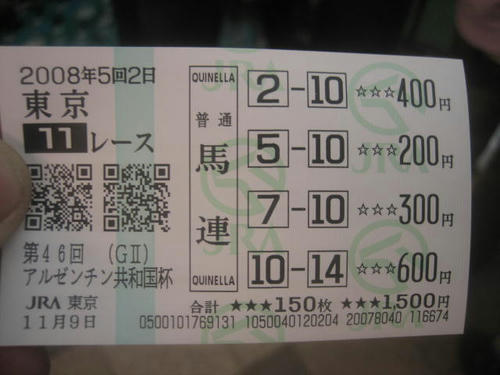 2008年5回2日
東京
11レース
第46回 (GⅡ)
アルゼンチン共和国杯
JRA 東京
11月9日
QUINELLA
普通
馬連
QUINELLA
2-10 ☆☆☆400円
5-10 ☆☆☆200円
7-10 ☆☆☆300円
10-14 ☆☆☆600円
合計 ★★★150枚 ★★★1,500円
0500101769131 1050040120204 20078040 116674
JRA
JRA
JRA